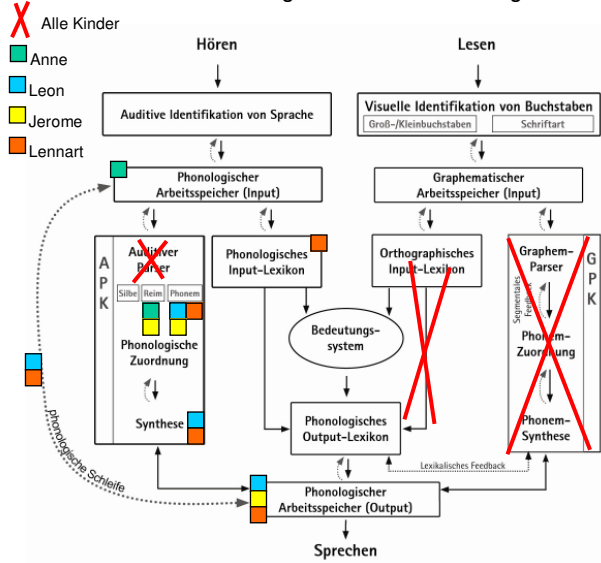 Alle Kinder
Anne
Leon
Jerome
Lennart
Hören
Lesen
Auditive Identifikation von Sprache
Visuelle Identifikation von Buchstaben
Groß-/Kleinbuchstaben
Schriftart
Phonologischer
Arbeitsspeicher (Input)
Graphematischer
Arbeitsspeicher (Input)
APK
Auditiver
Parser
Silbe
Reim
Phonem
Phonologische
Zuordnung
Synthese
Phonologisches
Input-Lexikon
Orthographisches
Input-Lexikon
Bedeutungs-
system
Phonologisches
Output-Lexikon
GPK
Graphem-
Parser
Segmentales
Feedback
Phonem-
Zuordnung
Phonem-
Synthese
Lexikalisches Feedback
phonologische Schleife
Phonologischer
Arbeitsspeicher (Output)
Sprechen